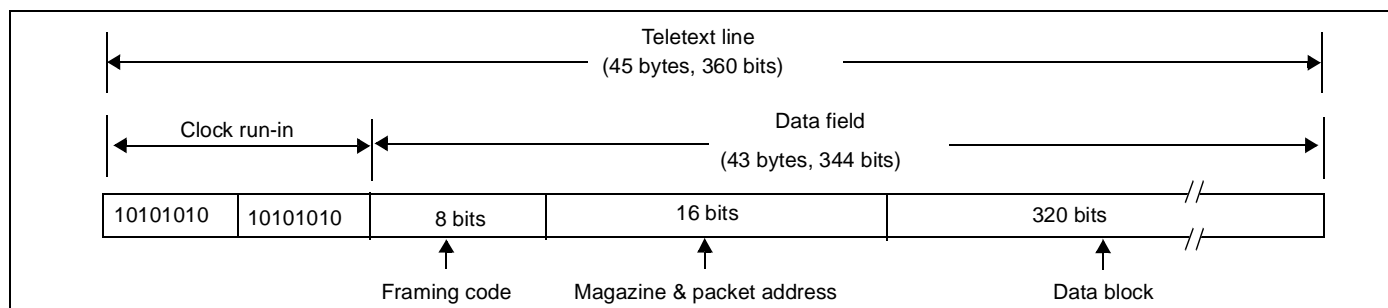 Teletext line
(45 bytes, 360 bits)
Clock run-in
Data field
(43 bytes, 344 bits)
10101010
10101010
8 bits
16 bits
320 bits
Framing code
Magazine & packet address
Data block